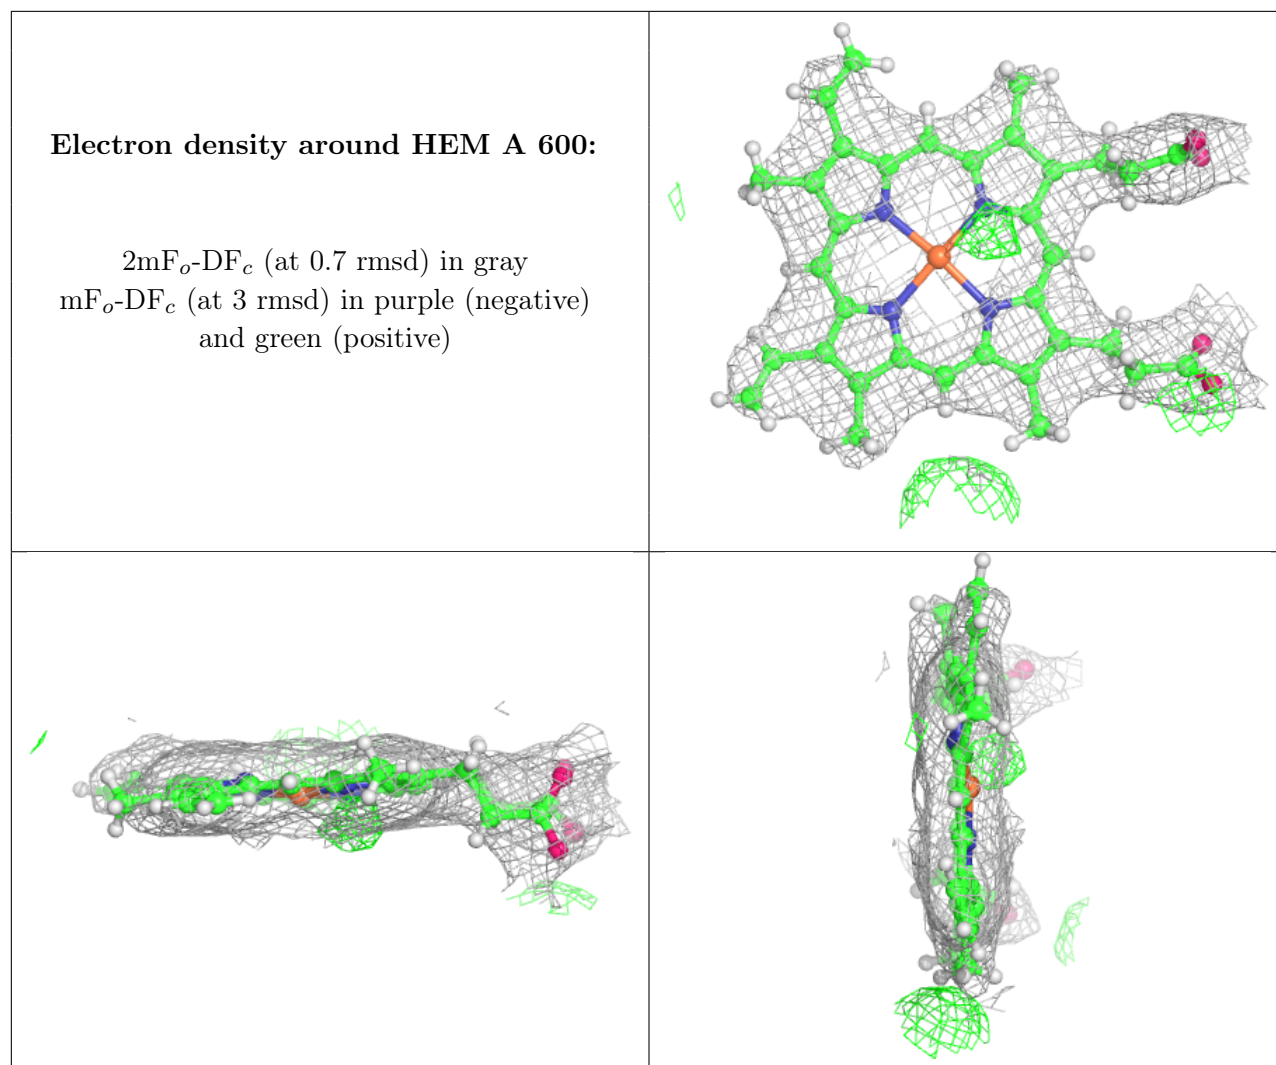 Electron density around HEM A 600:
2mFo-DFc (at 0.7 rmsd) in gray
mFo-DFc (at 3 rmsd) in purple (negative)
and green (positive)